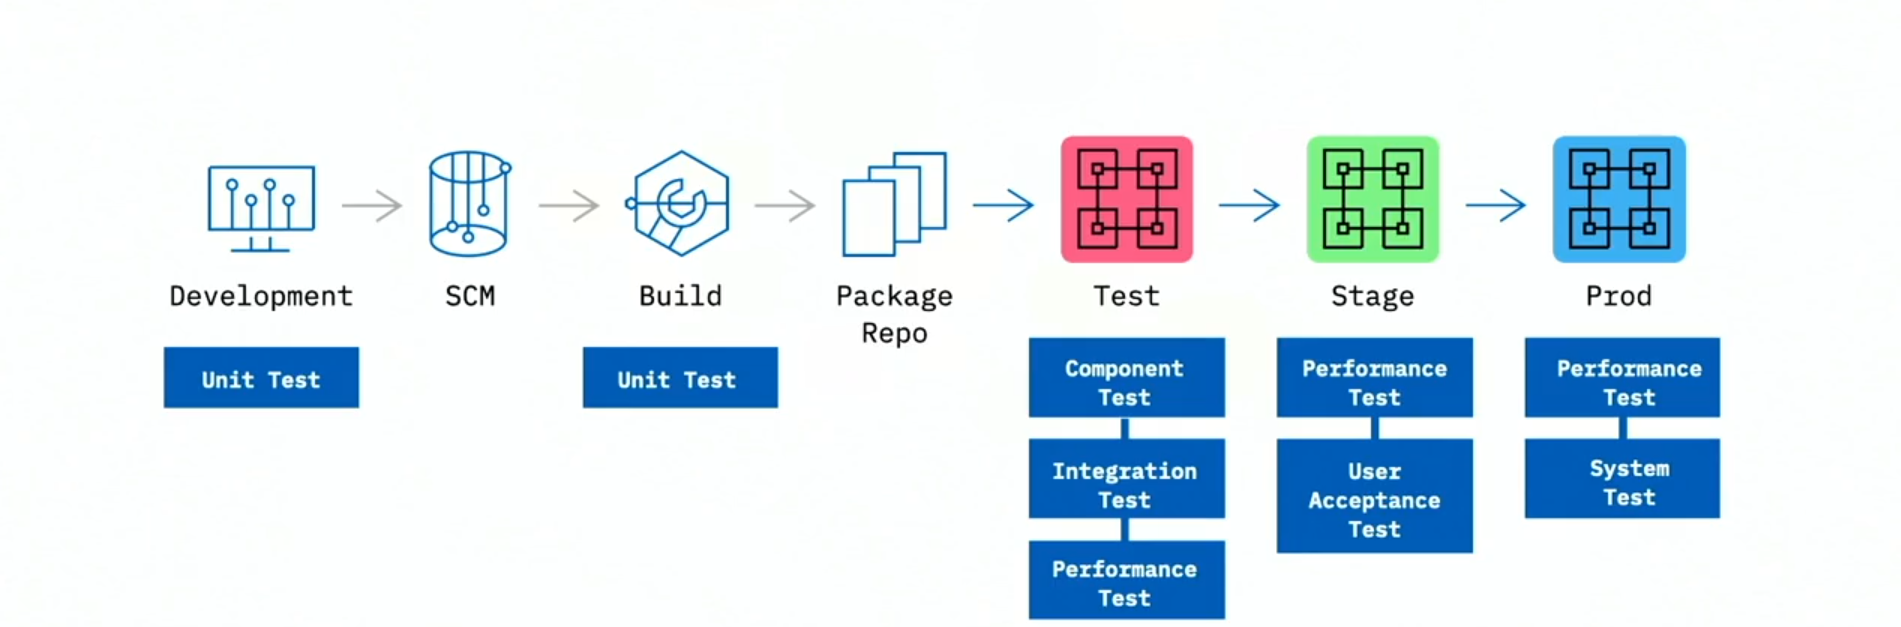 Development
SCM
Build
Package
Repo
Test
Stage
Prod
Unit Test
Unit Test
Component
Test
Integration
Test
Performance
Test
Performance
Test
User
Acceptance
Test
Performance
Test
System
Test